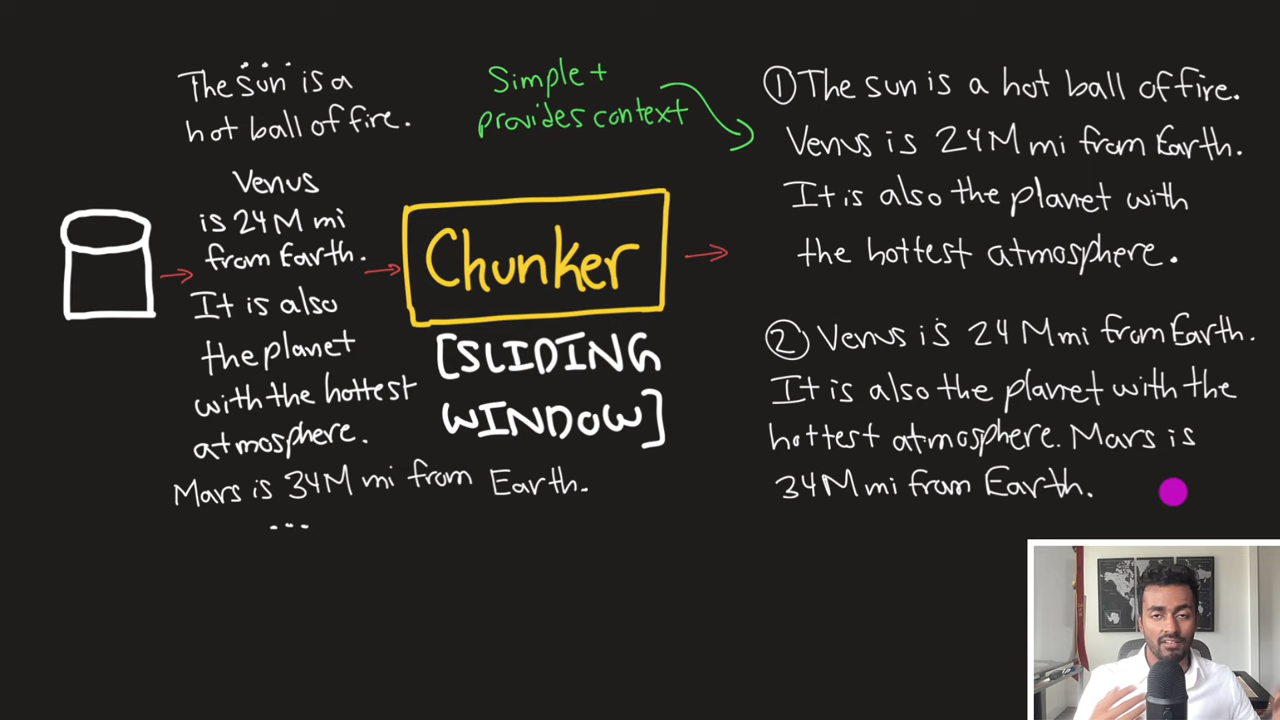 ...
The sun is a
hot ball of fire.
Venus
is 24M mi
from Earth.
It is also
the planet
with the hottest
atmosphere.
Mars is 34M mi from Earth.
...
Simple +
provides context
Chunker
[SLIDING
WINDOW]
① The sun is a hot ball of fire.
Venus is 24M mi from Earth.
It is also the planet with
the hottest atmosphere.
② Venus is 24M mi from Earth.
It is also the planet with the
hottest atmosphere. Mars is
34M mi from Earth.